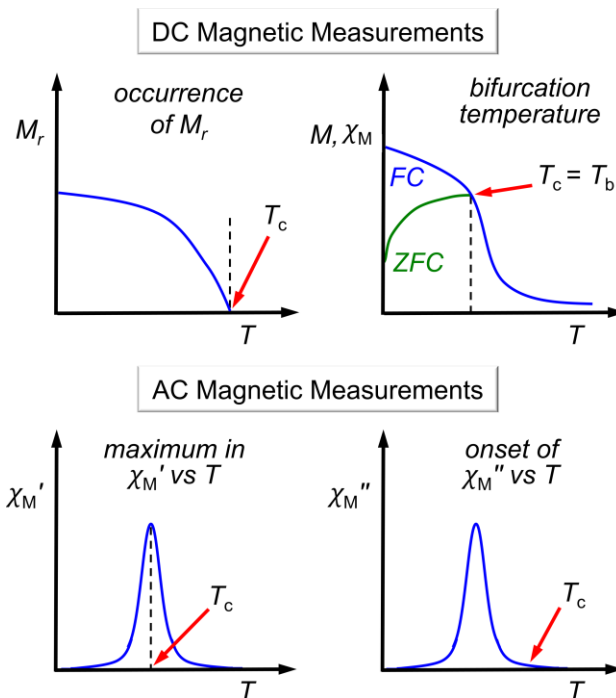 DC Magnetic Measurements
occurrence
of Mr
Mr
Tc
T
bifurcation
temperature
M, χM
FC
Tc = Tb
ZFC
T
AC Magnetic Measurements
maximum in
χM' vs T
χM'
Tc
T
onset of
χM" vs T
χM"
Tc
T